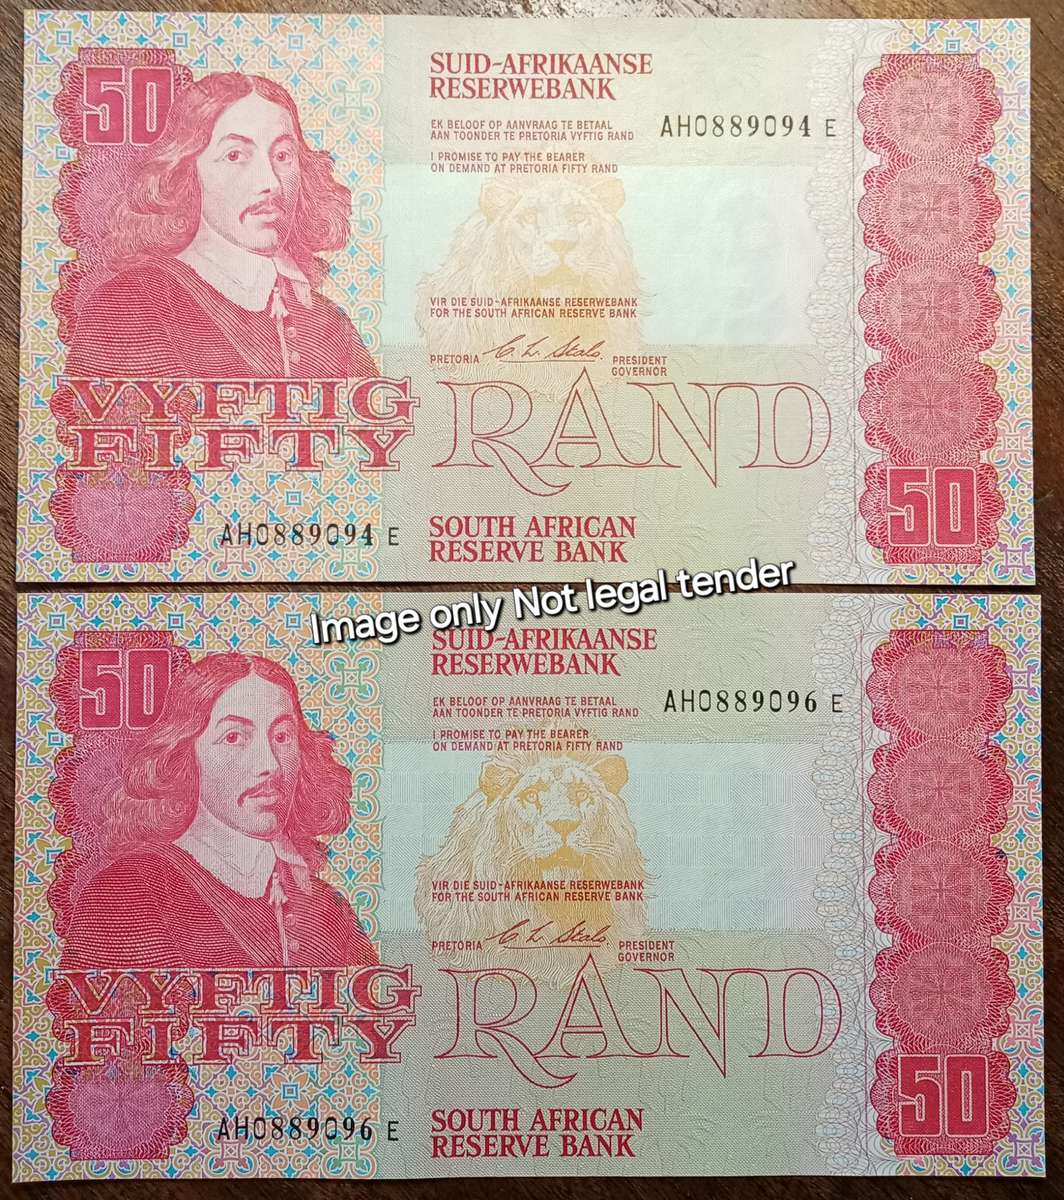 50
SUID-AFRIKAANSE
RESERWEBANK
EK BELOOF OP AANVRAAG TE BETAAL
AAN TOONDER TE PRETORIA VYFTIG RAND
AH0889094 E
I PROMISE TO PAY THE BEARER
ON DEMAND AT PRETORIA FIFTY RAND
VIR DIE SUID-AFRIKAANSE RESERWEBANK
FOR THE SOUTH AFRICAN RESERVE BANK
PRETORIA C. L. Stals. PRESIDENT
GOVERNOR
VYFTIG
FIFTY
RAND
50
AH0889094 E
SOUTH AFRICAN
RESERVE BANK
Image only Not legal tender
50
SUID-AFRIKAANSE
RESERWEBANK
EK BELOOF OP AANVRAAG TE BETAAL
AAN TOONDER TE PRETORIA VYFTIG RAND
AH0889096 E
I PROMISE TO PAY THE BEARER
ON DEMAND AT PRETORIA FIFTY RAND
VIR DIE SUID-AFRIKAANSE RESERWEBANK
FOR THE SOUTH AFRICAN RESERVE BANK
PRETORIA C. L. Stals. PRESIDENT
GOVERNOR
VYFTIG
FIFTY
RAND
50
AH0889096 E
SOUTH AFRICAN
RESERVE BANK